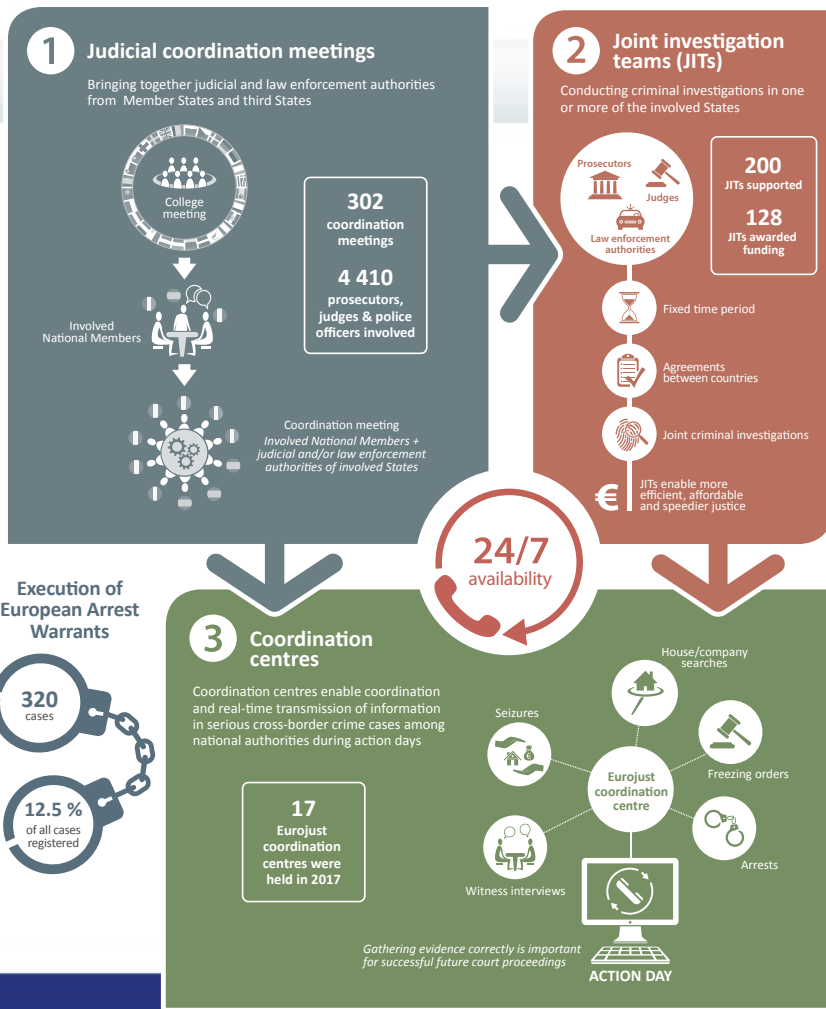 1
Judicial coordination meetings
Bringing together judicial and law enforcement authorities
from Member States and third States
College
meeting
Involved
National Members
302
coordination
meetings
4 410
prosecutors,
judges & police
officers involved
Coordination meeting
Involved National Members +
judicial and/or law enforcement
authorities of involved States
2
Joint investigation
teams (JITs)
Conducting criminal investigations in one
or more of the involved States
Prosecutors
Judges
Law enforcement
authorities
200
JITs supported
128
JITs awarded
funding
Fixed time period
Agreements
between countries
Joint criminal investigations
€
JITs enable more
efficient, affordable
and speedier justice
24/7
availability
Execution of
European Arrest
Warrants
320
cases
12.5 %
of all cases
registered
3
Coordination
centres
Coordination centres enable coordination
and real-time transmission of information
in serious cross-border crime cases among
national authorities during action days
17
Eurojust
coordination
centres were
held in 2017
House/company
searches
Seizures
Freezing orders
Eurojust
coordination
centre
Arrests
Witness interviews
Gathering evidence correctly is important
for successful future court proceedings
ACTION DAY